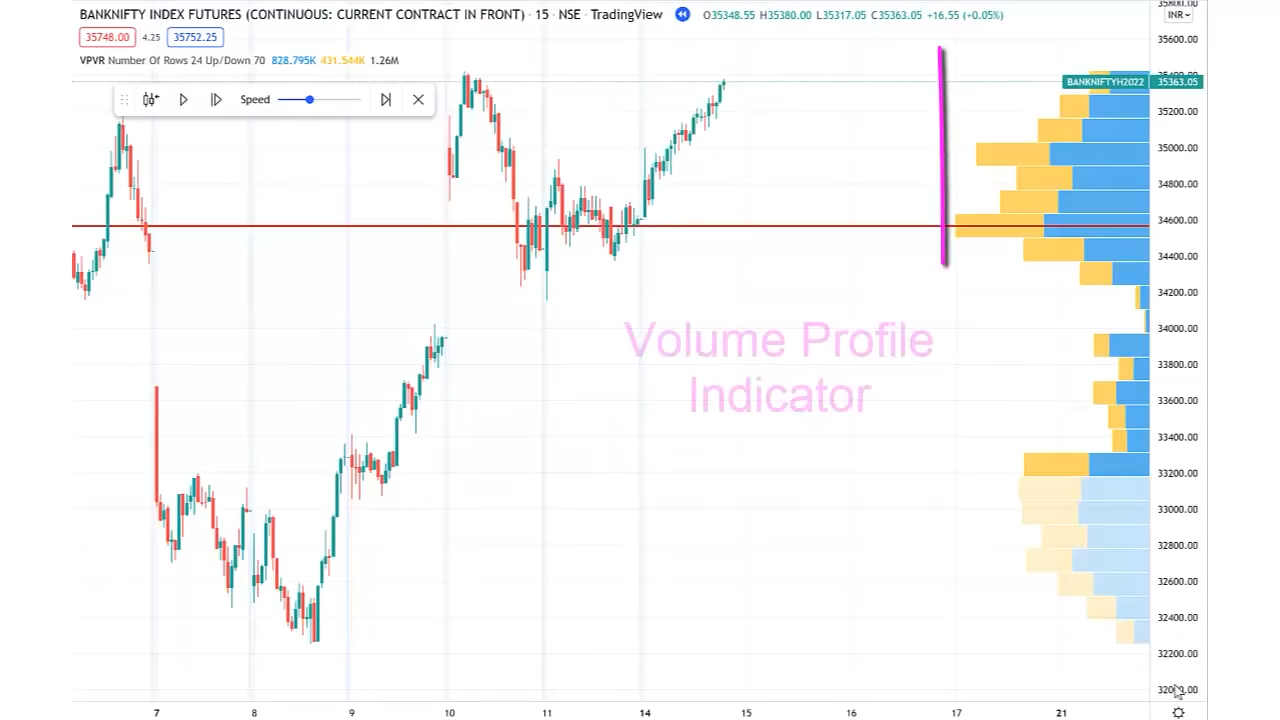 BANKNIFTY INDEX FUTURES (CONTINUOUS: CURRENT CONTRACT IN FRONT) · 15 · NSE · TradingView O35348.55 H35380.00 L35317.05 C35363.05 +16.55 (+0.05%)
INR
35748.00 4.25 35752.25
VPVR Number Of Rows 24 Up/Down 70 828.795K 431.544K 1.26M
Speed
35600.00
BANKNIFTYH2022 35363.05
35200.00
35000.00
34800.00
34600.00
34400.00
34200.00
34000.00
33800.00
33600.00
33400.00
33200.00
33000.00
32800.00
32600.00
32400.00
32200.00
Volume Profile
Indicator
7 8 9 10 11 14 15 16 17 21